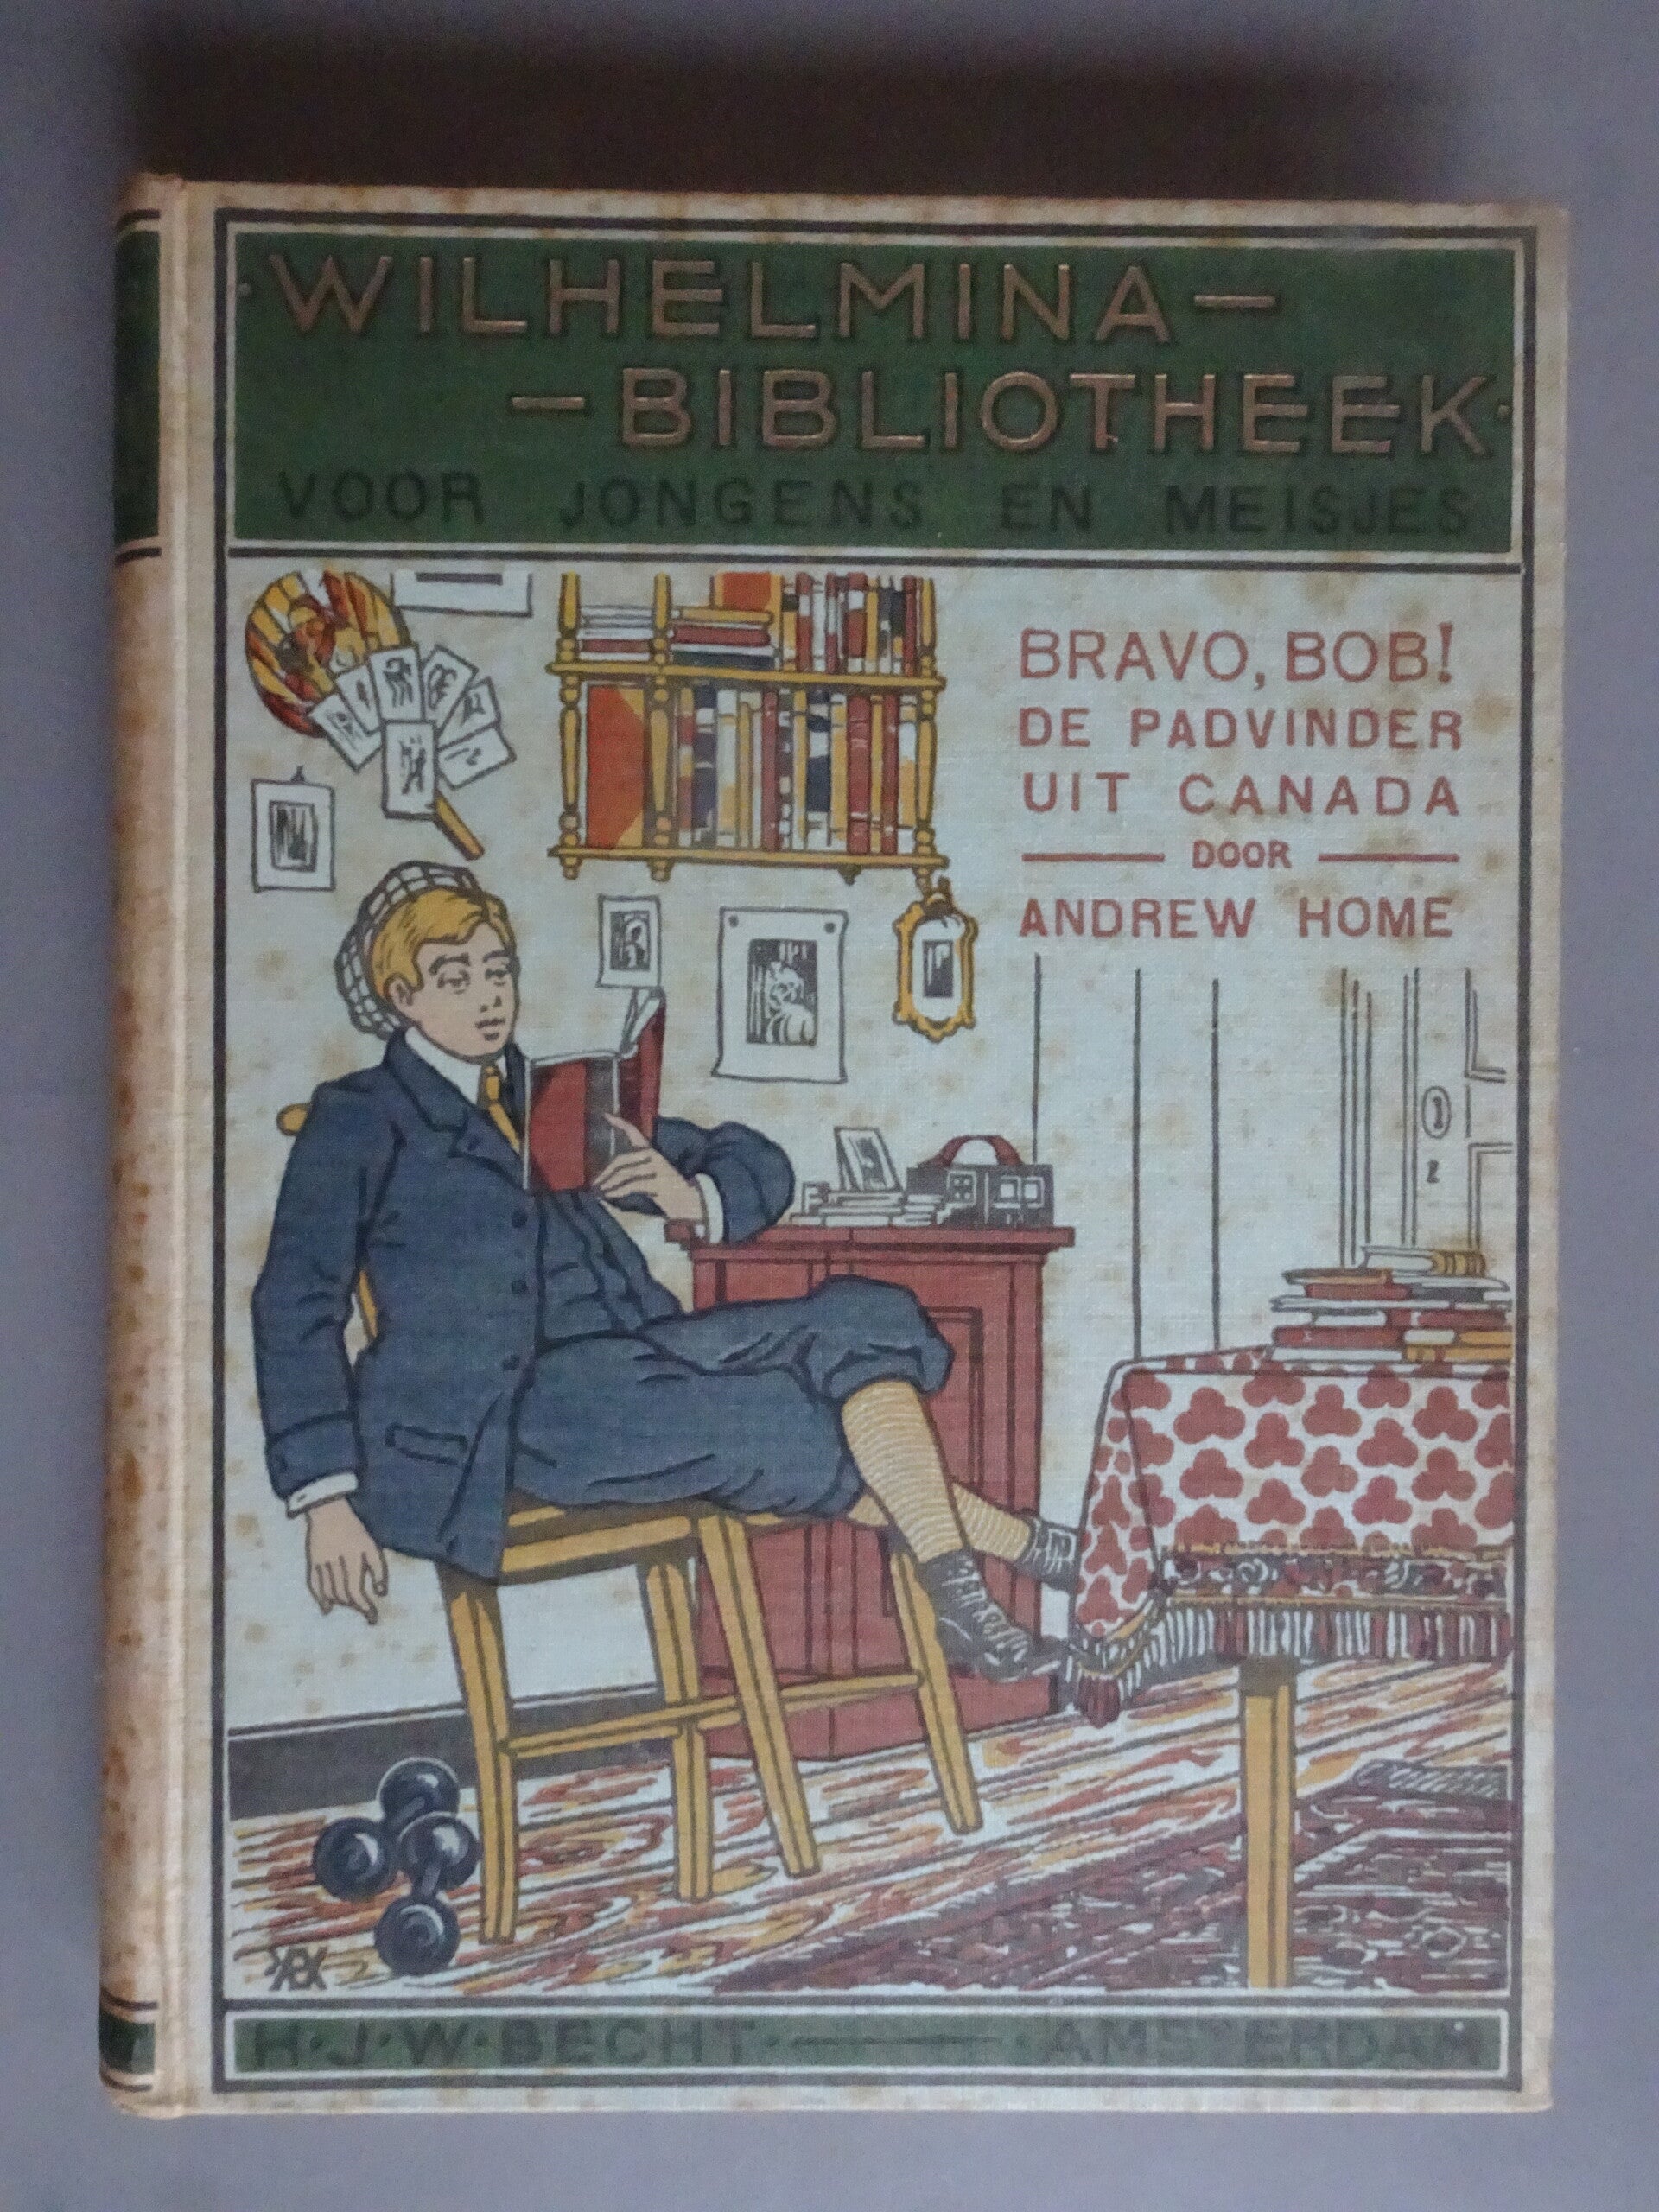 WILHELMINA-
-BIBLIOTHEEK
VOOR JONGENS EN MEISJES
BRAVO, BOB!
DE PADVINDER
UIT CANADA
DOOR
ANDREW HOME
H·J·W·BECHT·—·AMSTERDAM